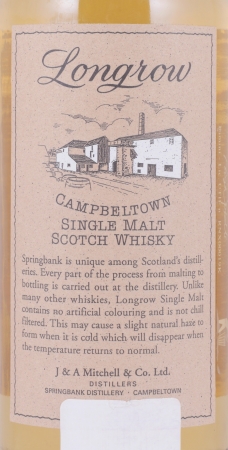 Longrow
CAMPBELTOWN
SINGLE MALT
SCOTCH WHISKY
Springbank is unique among Scotland's distill-
eries. Every part of the process from malting to
bottling is carried out at the distillery. Unlike
many other whiskies, Longrow Single Malt
contains no artificial colouring and is not chill
filtered. This may cause a slight natural haze to
form when it is cold which will disappear when
the temperature returns to normal.
J & A Mitchell & Co. Ltd.
DISTILLERS
SPRINGBANK DISTILLERY · CAMPBELTOWN